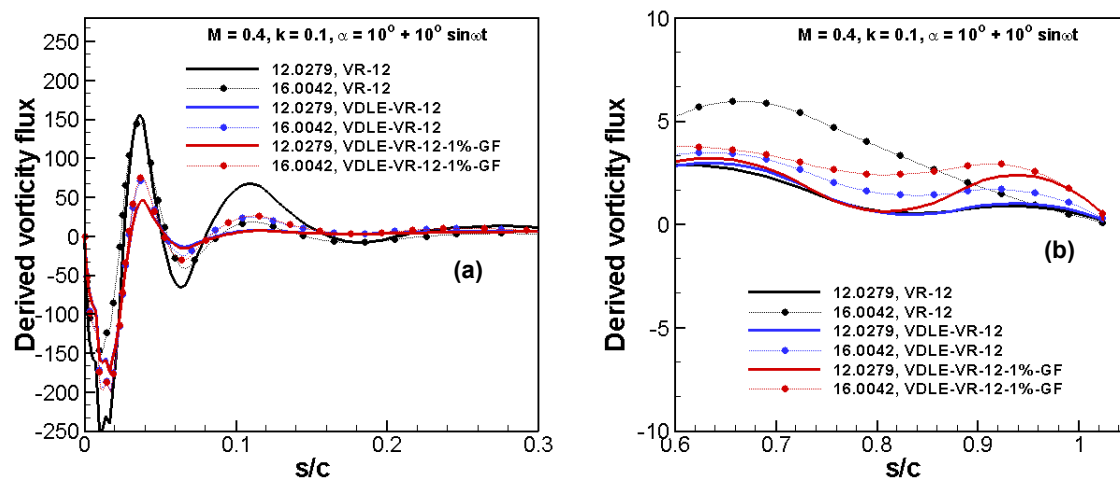 M = 0.4, k = 0.1, α = 10° + 10° sinωt
12.0279, VR-12
16.0042, VR-12
12.0279, VDLE-VR-12
16.0042, VDLE-VR-12
12.0279, VDLE-VR-12-1%-GF
16.0042, VDLE-VR-12-1%-GF
250
200
150
100
50
0
-50
-100
-150
-200
-250
Derived vorticity flux
(a)
0
0.1
0.2
0.3
s/c
M = 0.4, k = 0.1, α = 10° + 10° sinωt
10
5
0
-5
-10
Derived vorticity flux
(b)
12.0279, VR-12
16.0042, VR-12
12.0279, VDLE-VR-12
16.0042, VDLE-VR-12
12.0279, VDLE-VR-12-1%-GF
16.0042, VDLE-VR-12-1%-GF
0.6
0.7
0.8
0.9
1
s/c